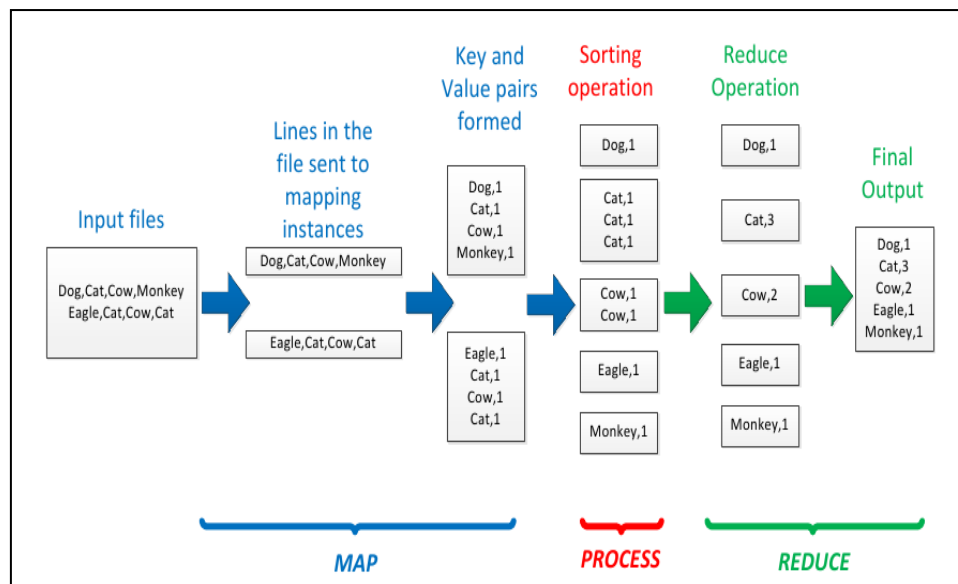 Input files
Dog,Cat,Cow,Monkey
Eagle,Cat,Cow,Cat
Lines in the
file sent to
mapping
instances
Dog,Cat,Cow,Monkey
Eagle,Cat,Cow,Cat
Key and
Value pairs
formed
Dog,1
Cat,1
Cow,1
Monkey,1
Eagle,1
Cat,1
Cow,1
Cat,1
Sorting
operation
Dog,1
Cat,1
Cat,1
Cat,1
Cow,1
Cow,1
Eagle,1
Monkey,1
Reduce
Operation
Dog,1
Cat,3
Cow,2
Eagle,1
Monkey,1
Final
Output
Dog,1
Cat,3
Cow,2
Eagle,1
Monkey,1
MAP
PROCESS
REDUCE